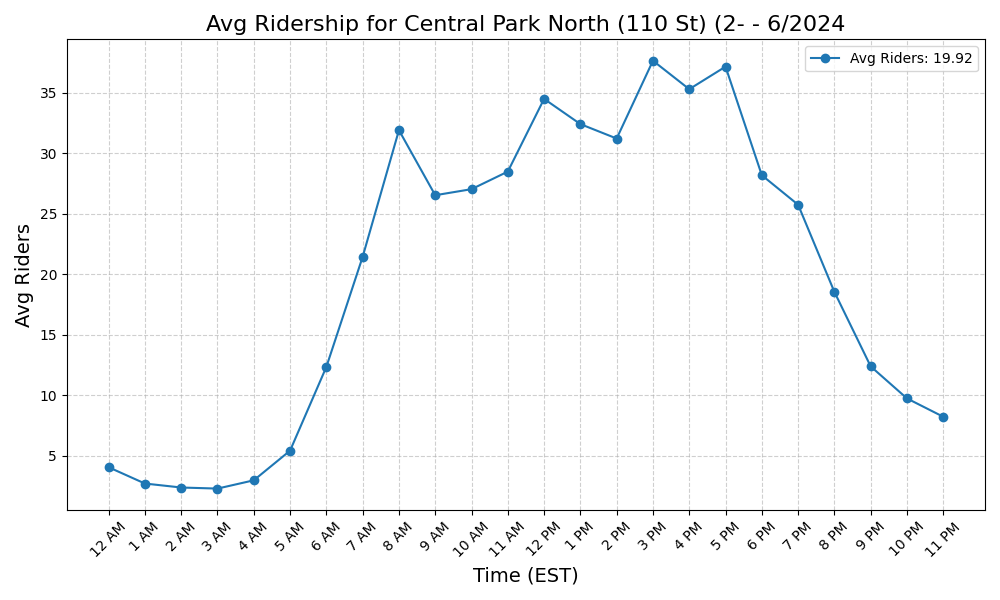 Avg Ridership for Central Park North (110 St) (2- - 6/2024
Avg Riders: 19.92
Avg Riders
35
30
25
20
15
10
5
12 AM
1 AM
2 AM
3 AM
4 AM
5 AM
6 AM
7 AM
8 AM
9 AM
10 AM
11 AM
12 PM
1 PM
2 PM
3 PM
4 PM
5 PM
6 PM
7 PM
8 PM
9 PM
10 PM
11 PM
Time (EST)